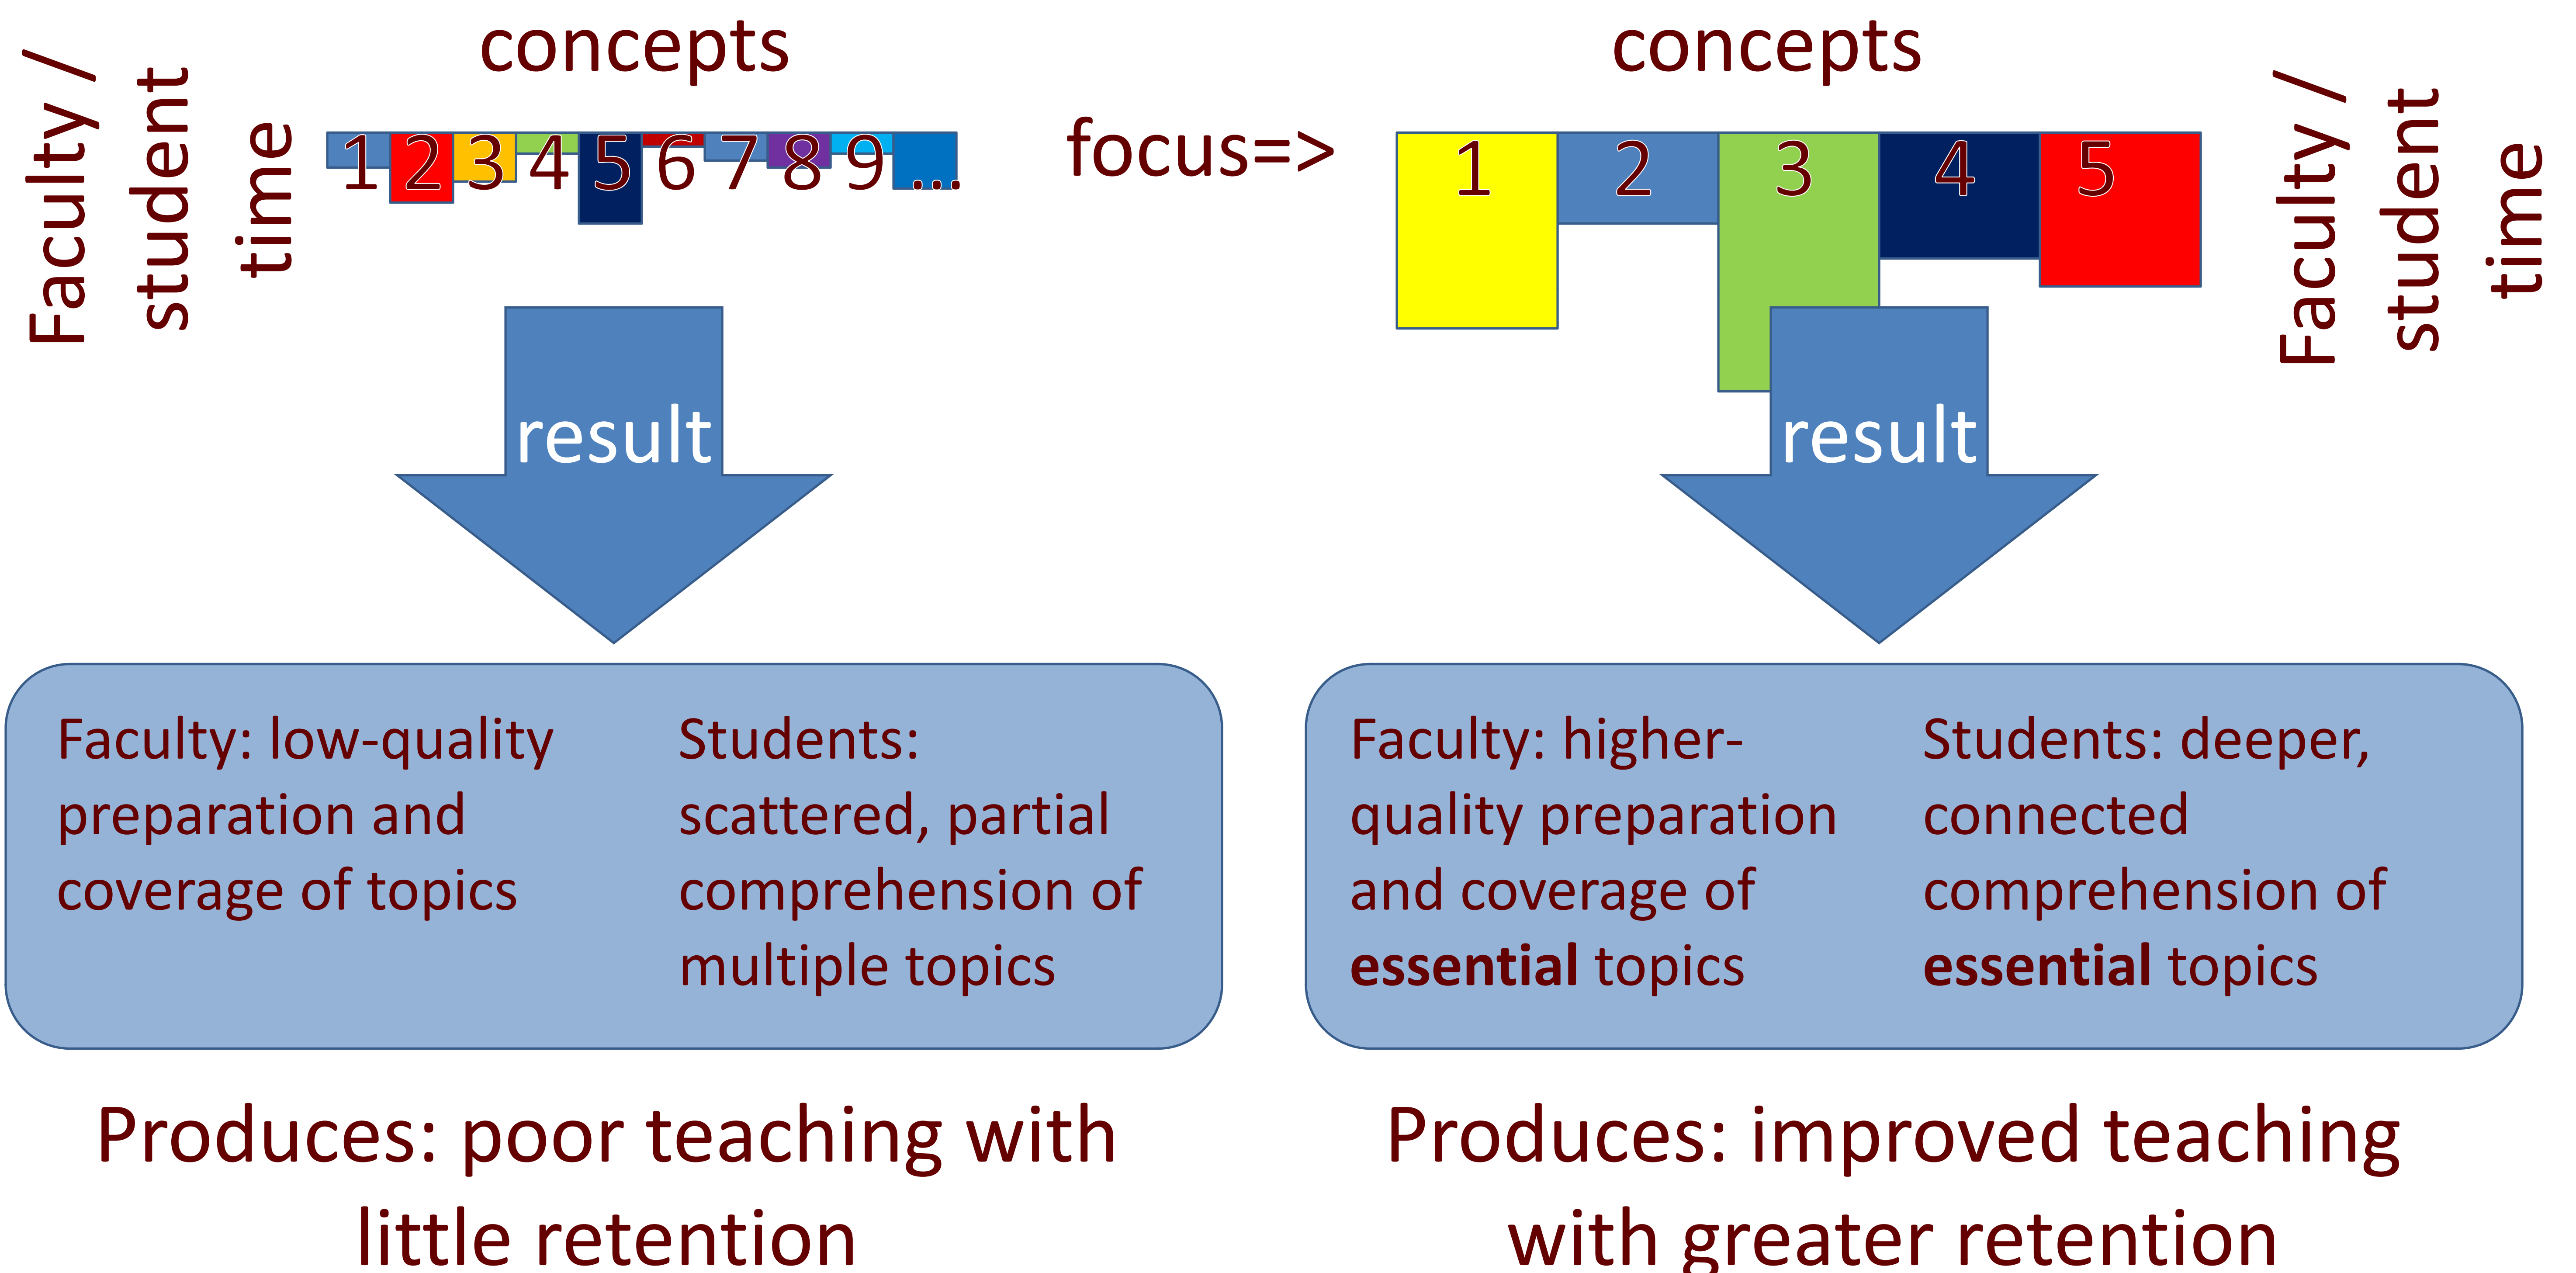 Faculty /
student
time
concepts
1 2 3 4 5 6 7 8 9 ...
focus=>
concepts
1 2 3 4 5
Faculty /
student
time
result
result
Faculty: low-quality
preparation and
coverage of topics
Students:
scattered, partial
comprehension of
multiple topics
Faculty: higher-
quality preparation
and coverage of
essential topics
Students: deeper,
connected
comprehension of
essential topics
Produces: poor teaching with
little retention
Produces: improved teaching
with greater retention